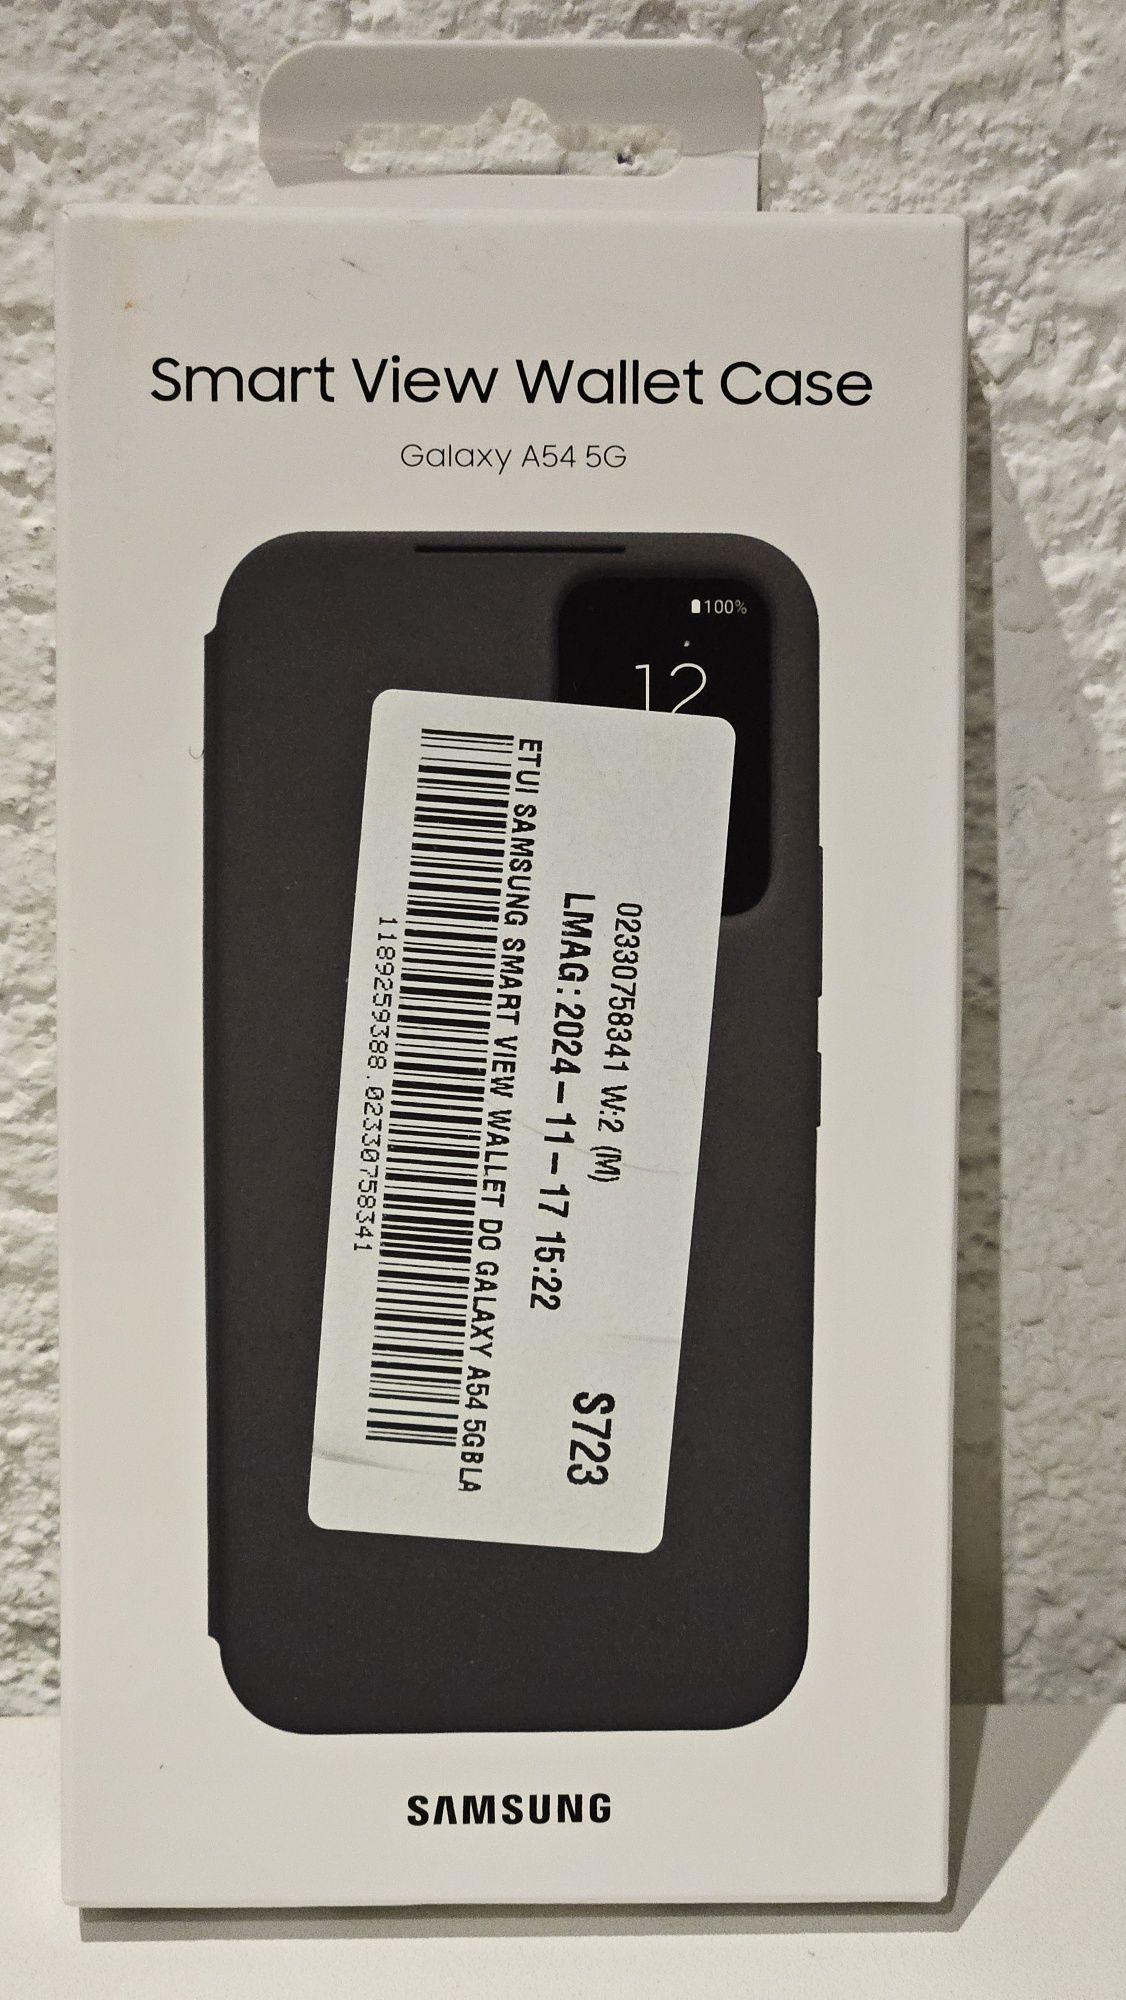 Smart View Wallet Case
Galaxy A54 5G
100%
12
02330758341 W:2 (M)
LMAG:2024-11-17 15:22
S723
ETUI SAMSUNG SMART VIEW WALLET DO GALAXY A54 5GBLA
1189259388.02330758341
SAMSUNG